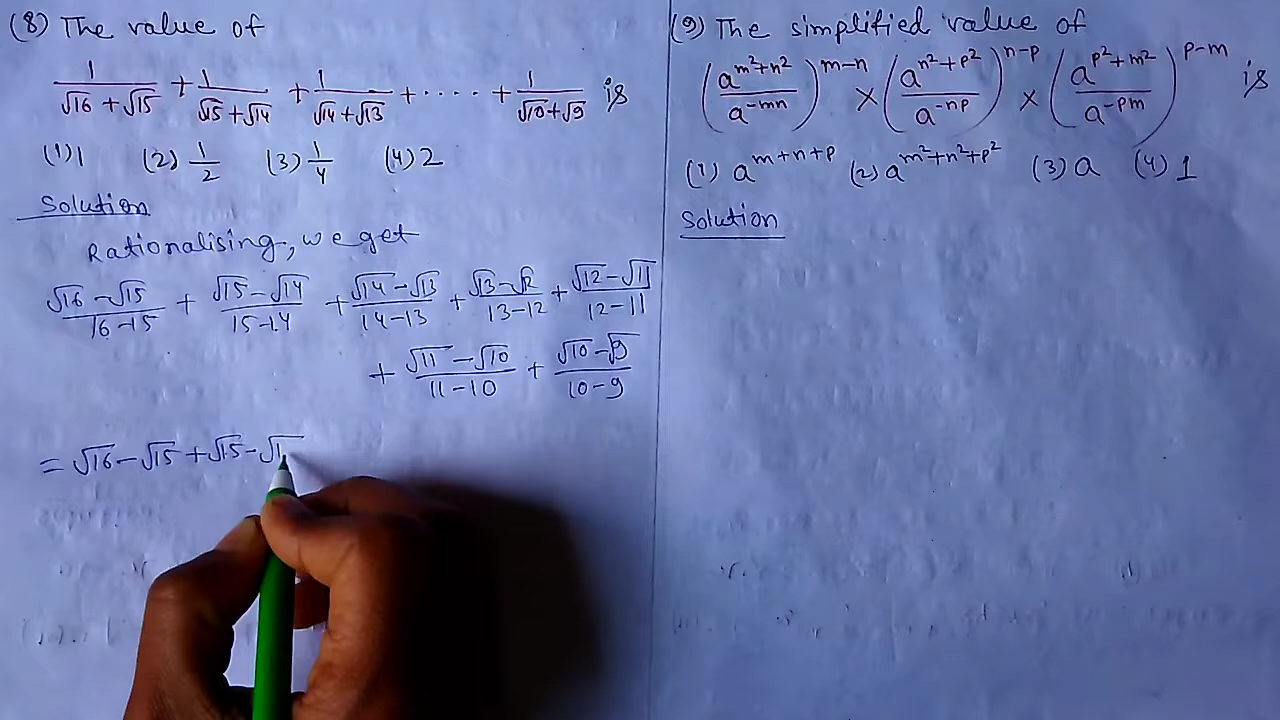 (8) The value of
1/(√16 + √15) + 1/(√15 + √14) + 1/(√14 + √13) + ..... + 1/(√10 + √9) is
(1) 1 (2) 1/2 (3) 1/4 (4) 2
Solution
Rationalising, we get
(√16 - √15)/(16 - 15) + (√15 - √14)/(15 - 14) + (√14 - √13)/(14 - 13) + (√13 - √12)/(13 - 12) + (√12 - √11)/(12 - 11)
+ (√11 - √10)/(11 - 10) + (√10 - √9)/(10 - 9)
= √16 - √15 + √15 - √1
(9) The simplified value of
(a^(m²+n²)/a^(-mn))^(m-n) × (a^(n²+p²)/a^(-np))^(n-p) × (a^(p²+m²)/a^(-pm))^(p-m) is
(1) a^(m+n+p) (2) a^(m²+n²+p²) (3) a (4) 1
Solution